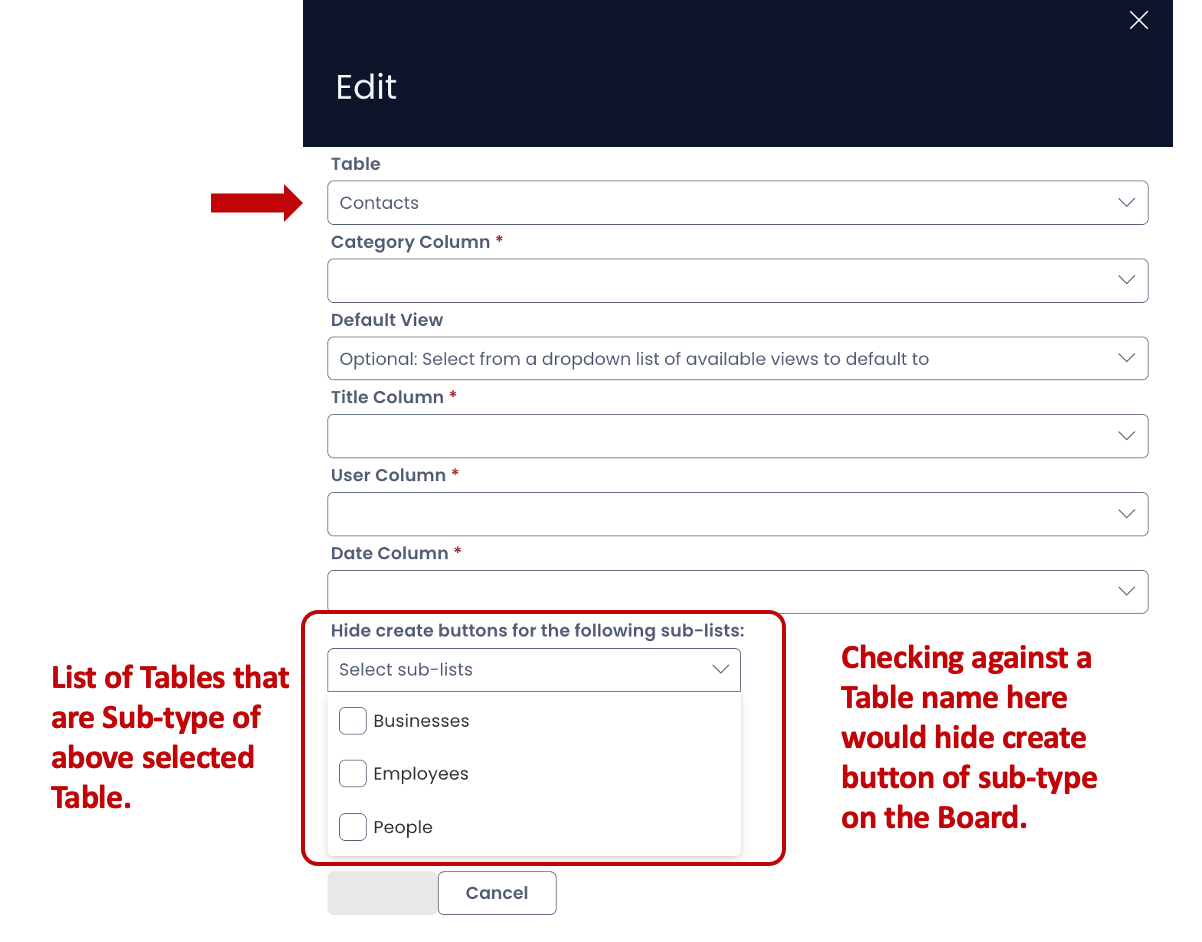 Edit
Table
Contacts
Category Column *
Default View
Optional: Select from a dropdown list of available views to default to
Title Column *
User Column *
Date Column *
Hide create buttons for the following sub-lists:
Select sub-lists
Businesses
Employees
People
Cancel
List of Tables that
are Sub-type of
above selected
Table.
Checking against a
Table name here
would hide create
button of sub-type
on the Board.